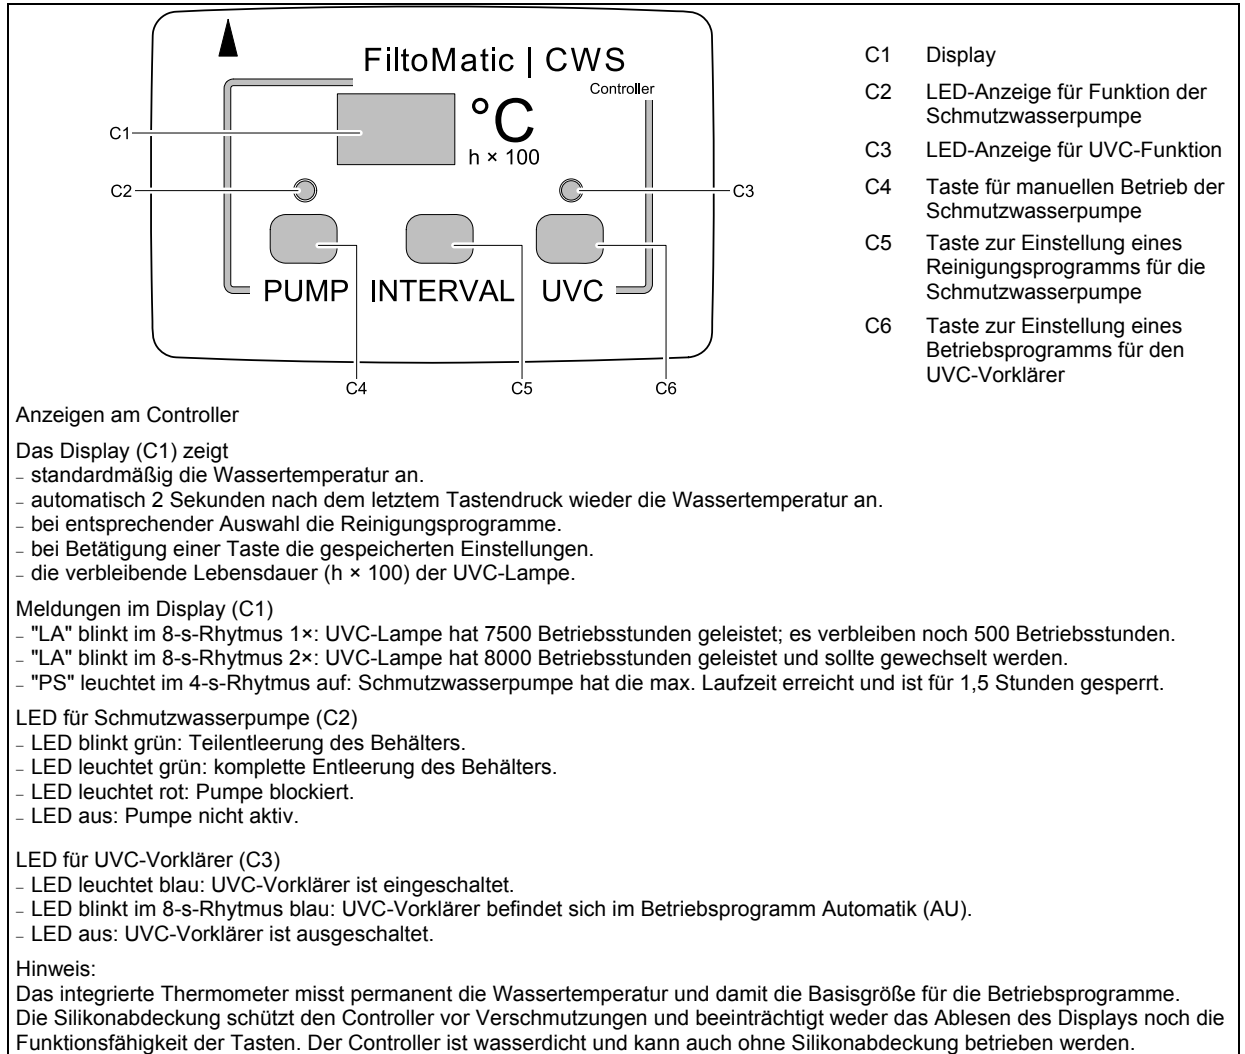 FiltoMatic | CWS
Controller
°C
h × 100
C1
C2
C3
PUMP INTERVAL UVC
C4 C5 C6
C1 Display
C2 LED-Anzeige für Funktion der
Schmutzwasserpumpe
C3 LED-Anzeige für UVC-Funktion
C4 Taste für manuellen Betrieb der
Schmutzwasserpumpe
C5 Taste zur Einstellung eines
Reinigungsprogramms für die
Schmutzwasserpumpe
C6 Taste zur Einstellung eines
Betriebsprogramms für den
UVC-Vorklärer
Anzeigen am Controller
Das Display (C1) zeigt
– standardmäßig die Wassertemperatur an.
– automatisch 2 Sekunden nach dem letztem Tastendruck wieder die Wassertemperatur an.
– bei entsprechender Auswahl die Reinigungsprogramme.
– bei Betätigung einer Taste die gespeicherten Einstellungen.
– die verbleibende Lebensdauer (h × 100) der UVC-Lampe.
Meldungen im Display (C1)
– "LA" blinkt im 8-s-Rhytmus 1×: UVC-Lampe hat 7500 Betriebsstunden geleistet; es verbleiben noch 500 Betriebsstunden.
– "LA" blinkt im 8-s-Rhytmus 2×: UVC-Lampe hat 8000 Betriebsstunden geleistet und sollte gewechselt werden.
– "PS" leuchtet im 4-s-Rhytmus auf: Schmutzwasserpumpe hat die max. Laufzeit erreicht und ist für 1,5 Stunden gesperrt.
LED für Schmutzwasserpumpe (C2)
– LED blinkt grün: Teilentleerung des Behälters.
– LED leuchtet grün: komplette Entleerung des Behälters.
– LED leuchtet rot: Pumpe blockiert.
– LED aus: Pumpe nicht aktiv.
LED für UVC-Vorklärer (C3)
– LED leuchtet blau: UVC-Vorklärer ist eingeschaltet.
– LED blinkt im 8-s-Rhytmus blau: UVC-Vorklärer befindet sich im Betriebsprogramm Automatik (AU).
– LED aus: UVC-Vorklärer ist ausgeschaltet.
Hinweis:
Das integrierte Thermometer misst permanent die Wassertemperatur und damit die Basisgröße für die Betriebsprogramme.
Die Silikonabdeckung schützt den Controller vor Verschmutzungen und beeinträchtigt weder das Ablesen des Displays noch die
Funktionsfähigkeit der Tasten. Der Controller ist wasserdicht und kann auch ohne Silikonabdeckung betrieben werden.